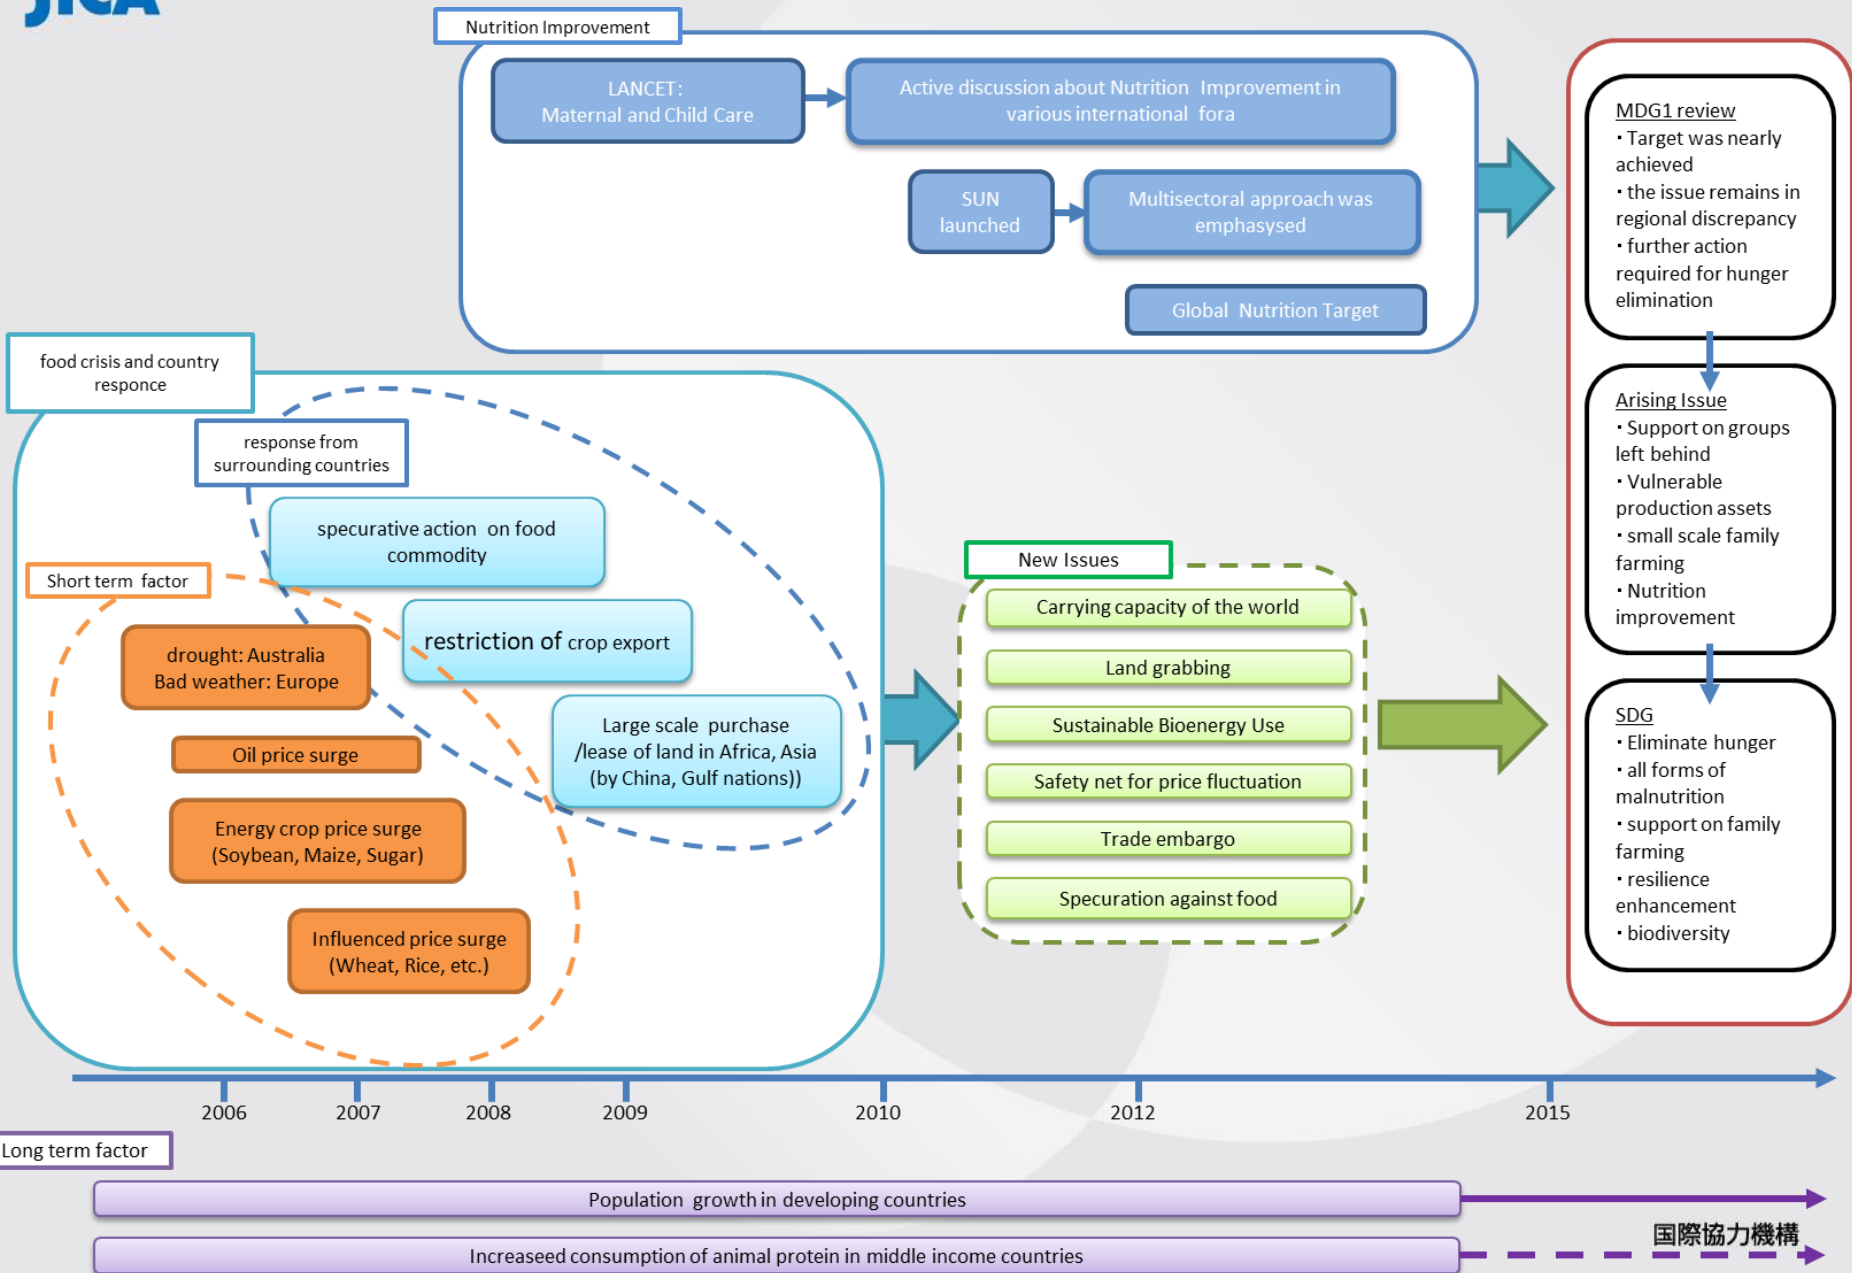 JICA
Nutrition Improvement
LANCET:
Maternal and Child Care
Active discussion about Nutrition Improvement in
various international fora
SUN
launched
Multisectoral approach was
emphasysed
Global Nutrition Target
MDG1 review
・Target was nearly
achieved
・the issue remains in
regional discrepancy
・further action
required for hunger
elimination
Arising Issue
・Support on groups
left behind
・Vulnerable
production assets
・small scale family
farming
・Nutrition
improvement
SDG
・Eliminate hunger
・all forms of
malnutrition
・support on family
farming
・resilience
enhancement
・biodiversity
food crisis and country
responce
response from
surrounding countries
specurative action on food
commodity
restriction of crop export
Large scale purchase
/lease of land in Africa, Asia
(by China, Gulf nations))
Short term factor
drought: Australia
Bad weather: Europe
Oil price surge
Energy crop price surge
(Soybean, Maize, Sugar)
Influenced price surge
(Wheat, Rice, etc.)
New Issues
Carrying capacity of the world
Land grabbing
Sustainable Bioenergy Use
Safety net for price fluctuation
Trade embargo
Specuration against food
2006 2007 2008 2009 2010 2012 2015
Long term factor
Population growth in developing countries
国際協力機構
Increaseed consumption of animal protein in middle income countries